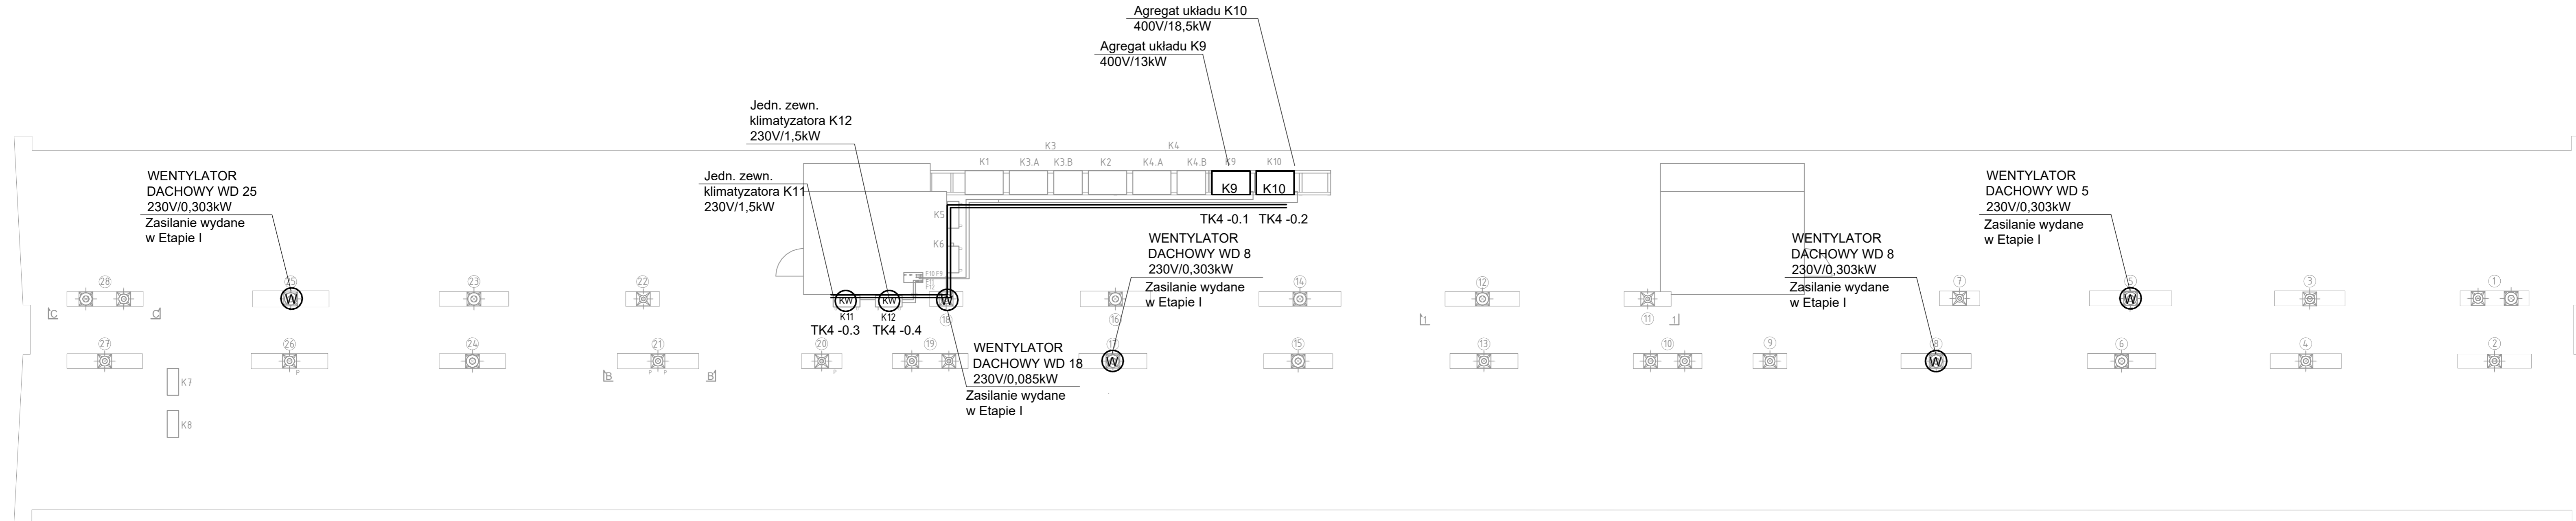 Agregat układu K10
400V/18,5kW
Agregat układu K9
400V/13kW
Jedn. zewn.
klimatyzatora K12
230V/1,5kW
Jedn. zewn.
klimatyzatora K11
230V/1,5kW
WENTYLATOR
DACHOWY WD 25
230V/0,303kW
Zasilanie wydane
w Etapie I
K3
K4
K1
K3.A
K3.B
K2
K4.A
K4.B
K9
K10
K9
K10
K5
K6
TK4 -0.1
TK4 -0.2
WENTYLATOR
DACHOWY WD 8
230V/0,303kW
Zasilanie wydane
w Etapie I
WENTYLATOR
DACHOWY WD 8
230V/0,303kW
Zasilanie wydane
w Etapie I
WENTYLATOR
DACHOWY WD 5
230V/0,303kW
Zasilanie wydane
w Etapie I
28
25
23
22
14
12
7
5
3
1
W
KW
KW
W
W
K11
K12
18
16
11
TK4 -0.3
TK4 -0.4
C
C
1
1
27
26
24
21
20
19
17
15
13
10
9
8
6
4
2
W
W
P
P
P
P
B
B
K7
K8
WENTYLATOR
DACHOWY WD 18
230V/0,085kW
Zasilanie wydane
w Etapie I